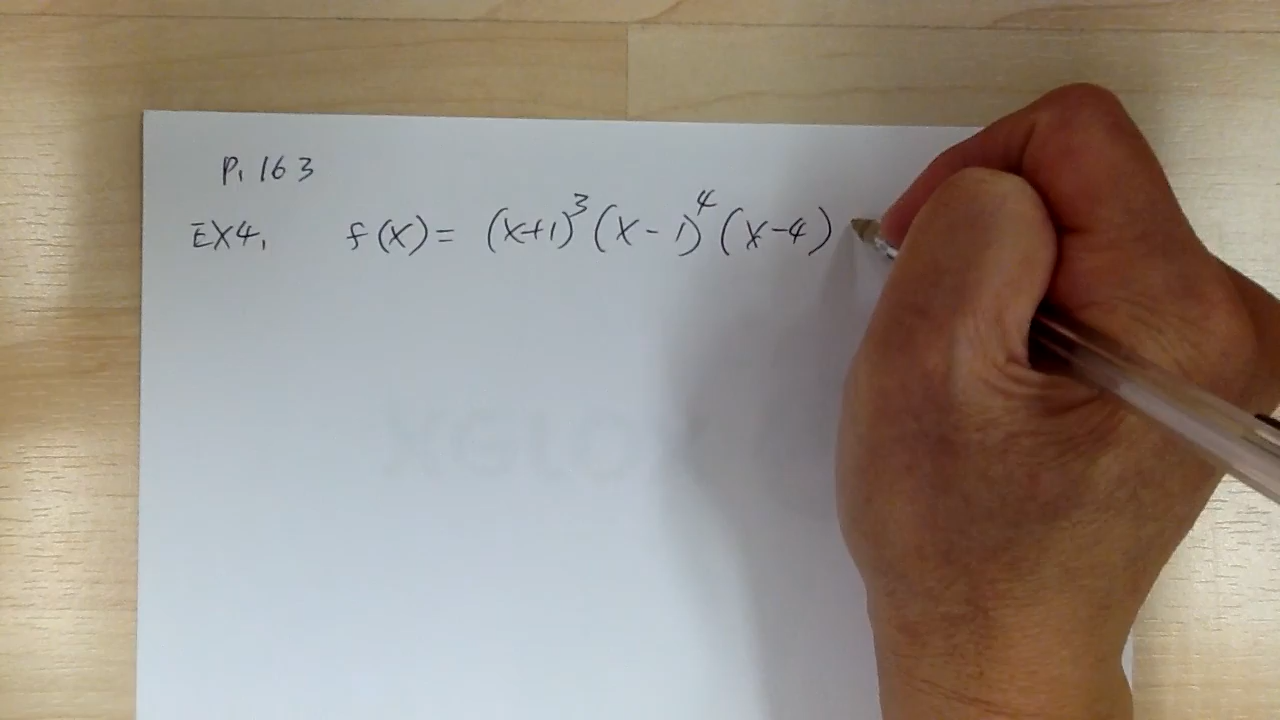 P. 163
EX4. f(x) = (x+1)³(x-1)⁴(x-4)